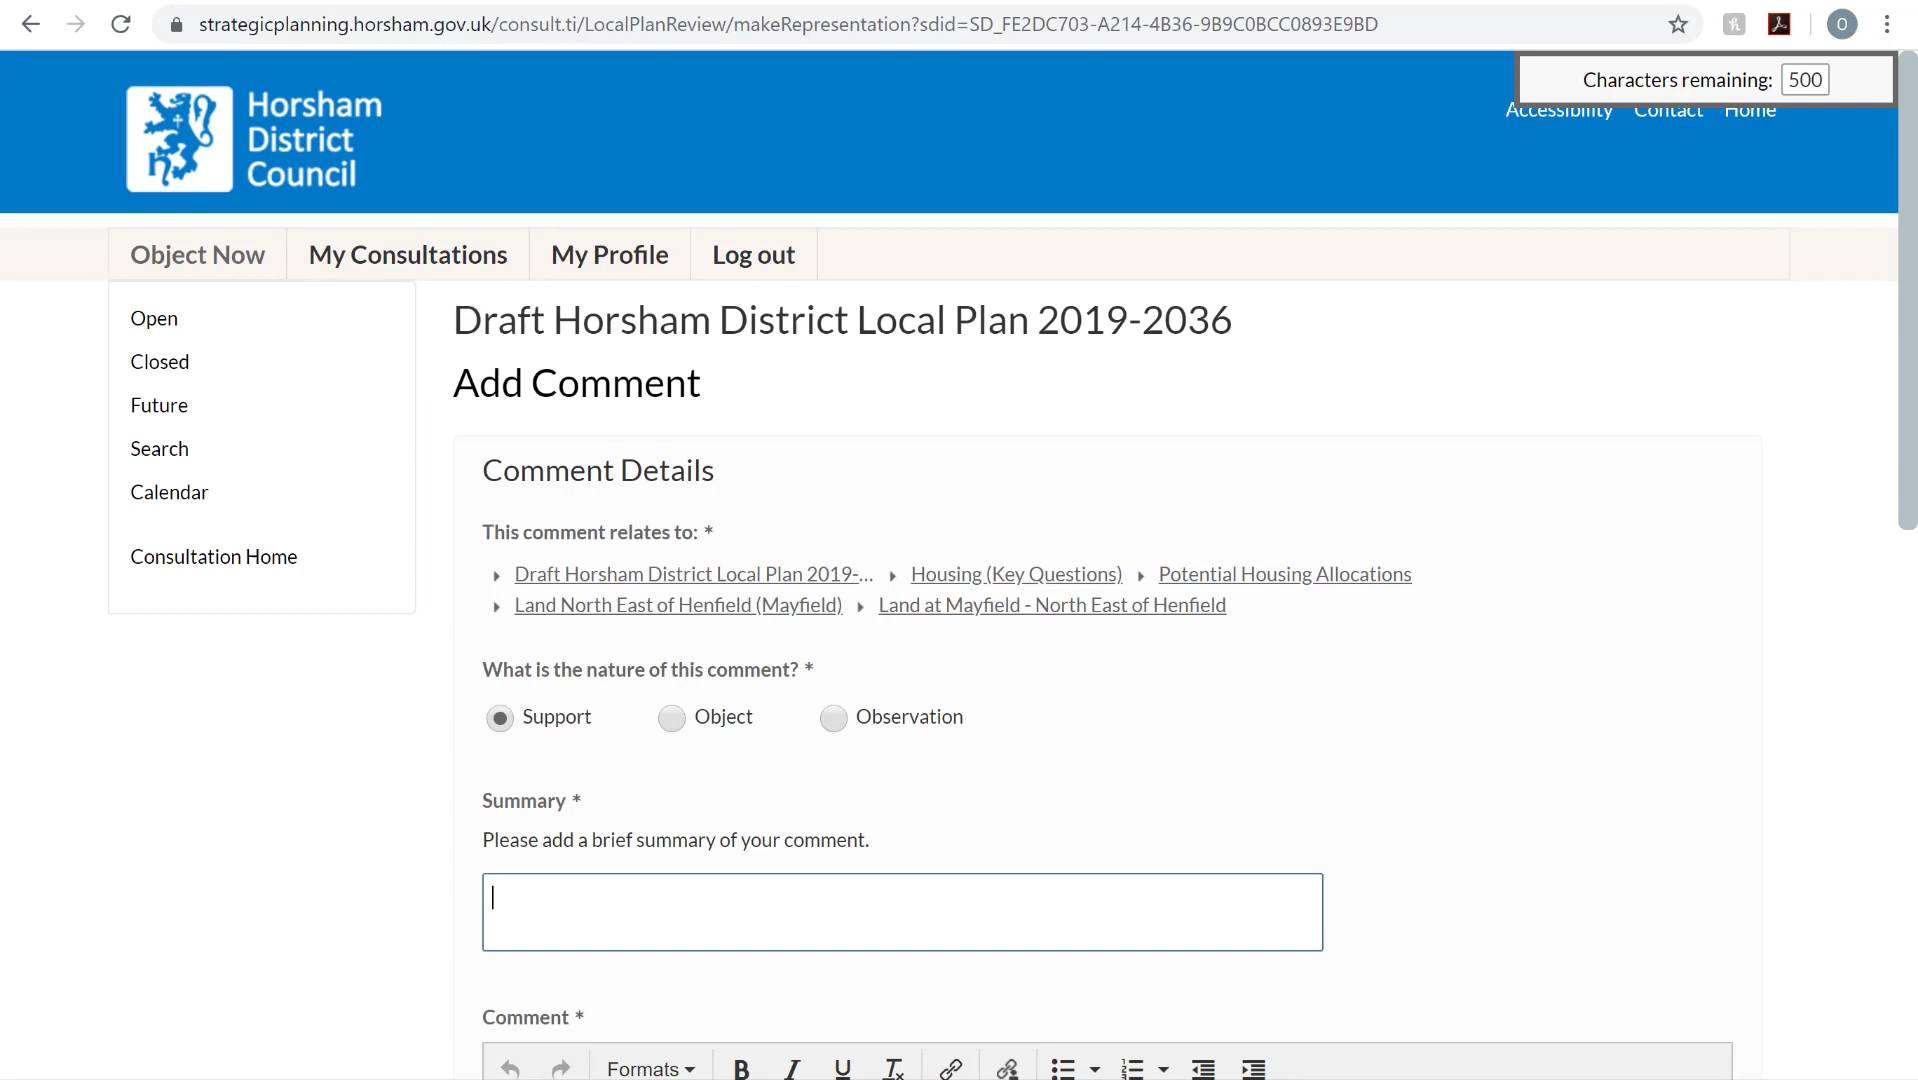 strategicplanning.horsham.gov.uk/consult.ti/LocalPlanReview/makeRepresentation?sdid=SD_FE2DC703-A214-4B36-9B9C0BCC0893E9BD
O
Characters remaining: 500
Horsham
District
Council
Accessibility Contact Home
Object Now My Consultations My Profile Log out
Open
Closed
Future
Search
Calendar
Consultation Home
Draft Horsham District Local Plan 2019-2036
Add Comment
Comment Details
This comment relates to: *
Draft Horsham District Local Plan 2019-... Housing (Key Questions) Potential Housing Allocations
Land North East of Henfield (Mayfield) Land at Mayfield - North East of Henfield
What is the nature of this comment? *
Support Object Observation
Summary *
Please add a brief summary of your comment.
Comment *
Formats B I U Tx